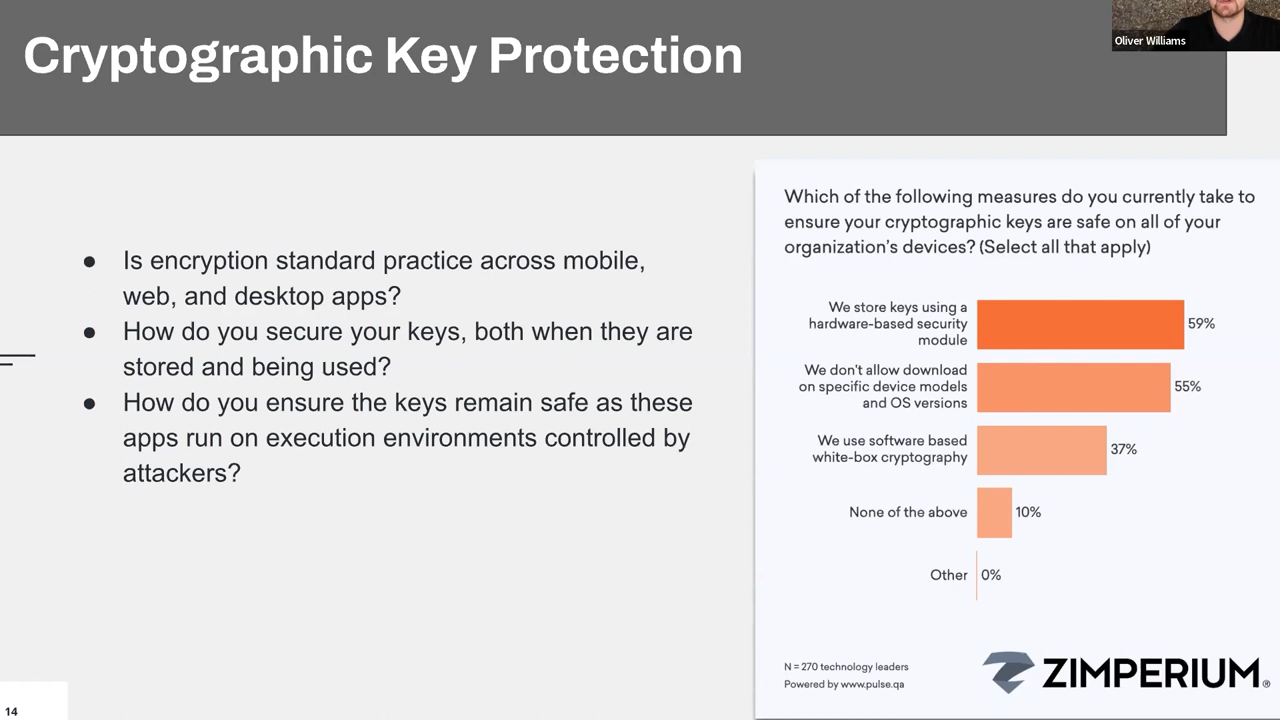 Cryptographic Key Protection
Oliver Williams
● Is encryption standard practice across mobile,
web, and desktop apps?
● How do you secure your keys, both when they are
stored and being used?
● How do you ensure the keys remain safe as these
apps run on execution environments controlled by
attackers?
Which of the following measures do you currently take to
ensure your cryptographic keys are safe on all of your
organization's devices? (Select all that apply)
We store keys using a
hardware-based security
module
59%
We don't allow download
on specific device models
and OS versions
55%
We use software based
white-box cryptography
37%
None of the above
10%
Other
0%
N = 270 technology leaders
Powered by www.pulse.qa
ZIMPERIUM®
14